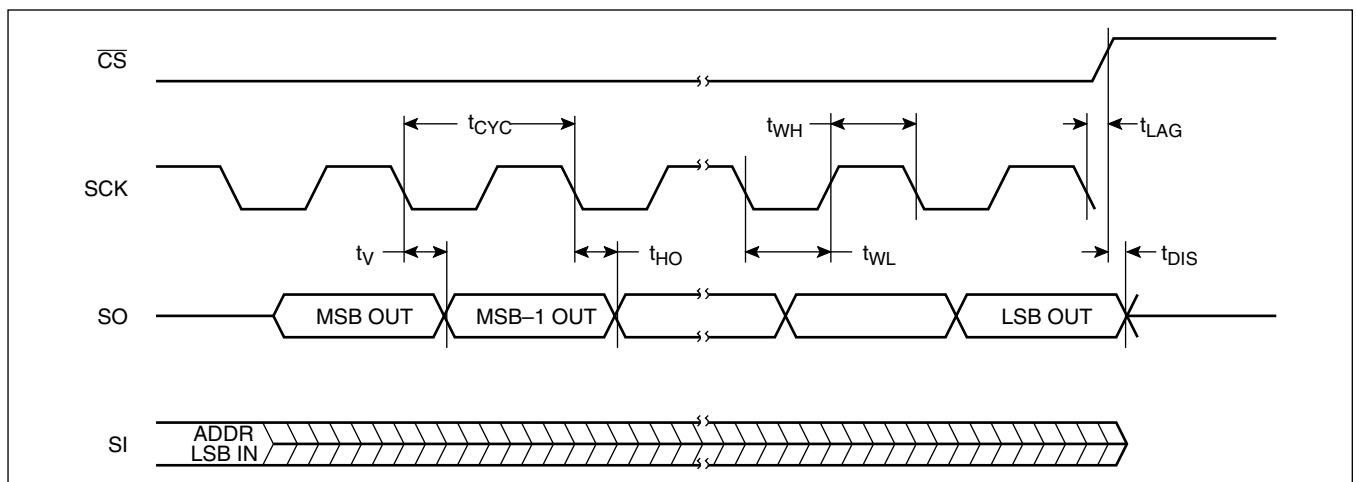 CS
tCYC
tWH
tLAG
SCK
tV
tHO
tWL
tDIS
SO
MSB OUT
MSB–1 OUT
LSB OUT
SI
ADDR
LSB IN